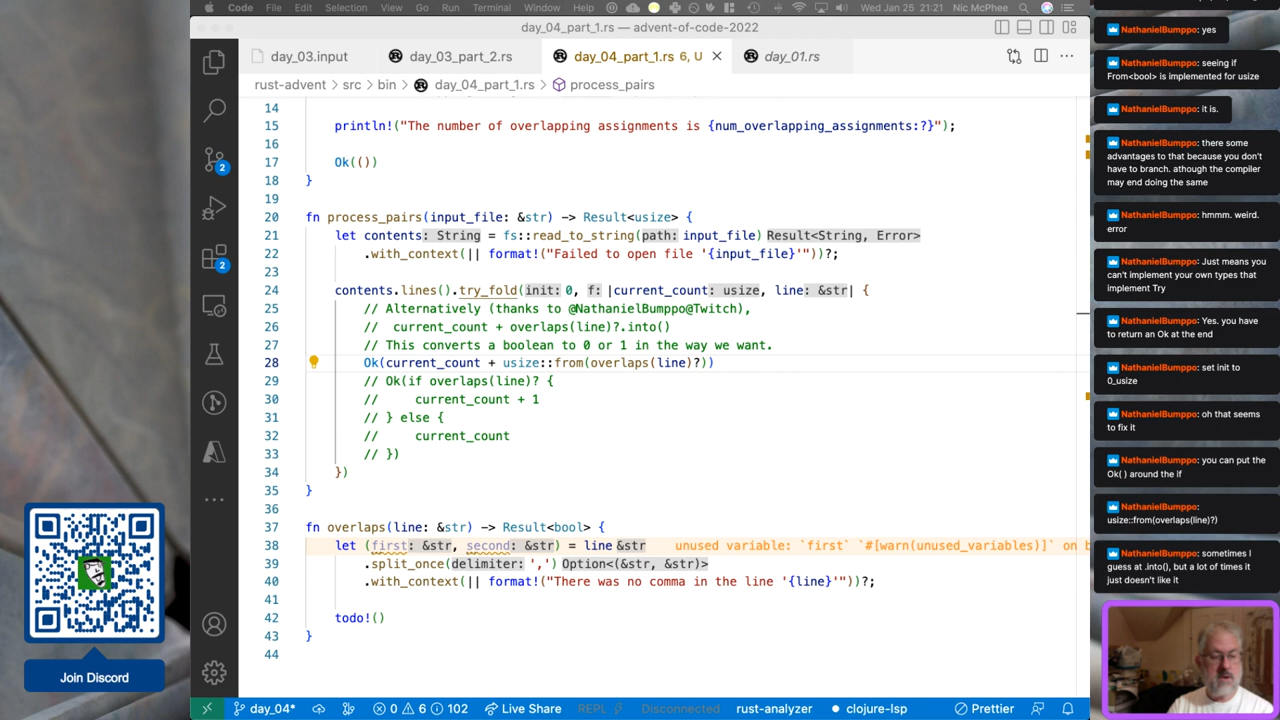 Code File Edit Selection View Go Run Terminal Window Help Wed Jan 25 21:21 Nic McPhee
day_04_part_1.rs — advent-of-code-2022
day_03.input day_03_part_2.rs day_04_part_1.rs 6, U day_01.rs
rust-advent > src > bin > day_04_part_1.rs > process_pairs
14
15 println!("The number of overlapping assignments is {num_overlapping_assignments:?}");
16
17 Ok(())
18 }
19
20 fn process_pairs(input_file: &str) -> Result<usize> {
21 let contents: String = fs::read_to_string(path: input_file) Result<String, Error>
22 .with_context(|| format!("Failed to open file '{input_file}'"))?;
23
24 contents.lines().try_fold(init: 0, f: |current_count: usize, line: &str| {
25 // Alternatively (thanks to @NathanielBumppo@Twitch),
26 // current_count + overlaps(line)?.into()
27 // This coverts a boolean to 0 or 1 in the way we want.
28 Ok(current_count + usize::from(overlaps(line)?))
29 // Ok(if overlaps(line)? {
30 // current_count + 1
31 // } else {
32 // current_count
33 // })
34 })
35 }
36
37 fn overlaps(line: &str) -> Result<bool> {
38 let (first: &str, second: &str) = line &str unused variable: `first` `#[warn(unused_variables)]` on b
39 .split_once(delimiter: ',') Option<(&str, &str)>
40 .with_context(|| format!("There was no comma in the line '{line}'"))?;
41
42 todo!()
43 }
44
2
2
day_04* 0 6 102 Live Share REPL Disconnected rust-analyzer clojure-lsp Prettier
Join Discord
NathanielBumppo: yes
NathanielBumppo: seeing if
From<bool> is implemented for usize
NathanielBumppo: it is.
NathanielBumppo: there some
advantages to that because you don't
have to branch. athough the compiler
may end doing the same
NathanielBumppo: hmmm. weird.
error
NathanielBumppo: Just means you
can't implement your own types that
implement Try
NathanielBumppo: Yes. you have
to return an Ok at the end
NathanielBumppo: set init to
0_usize
NathanielBumppo: oh that seems
to fix it
NathanielBumppo: you can put the
Ok( ) around the if
NathanielBumppo:
usize::from(overlaps(line)?)
NathanielBumppo: sometimes I
guess at .into(), but a lot of times it
just doesn't like it